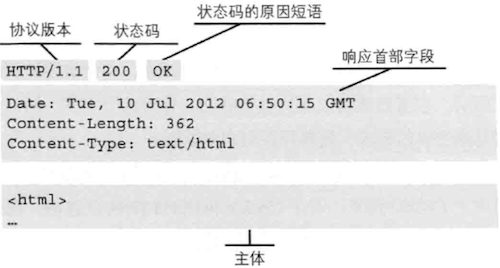 状态码的原因短语
协议版本 状态码
响应首部字段
HTTP/1.1 200 OK
Date: Tue, 10 Jul 2012 06:50:15 GMT
Content-Length: 362
Content-Type: text/html
<html>
…
主体